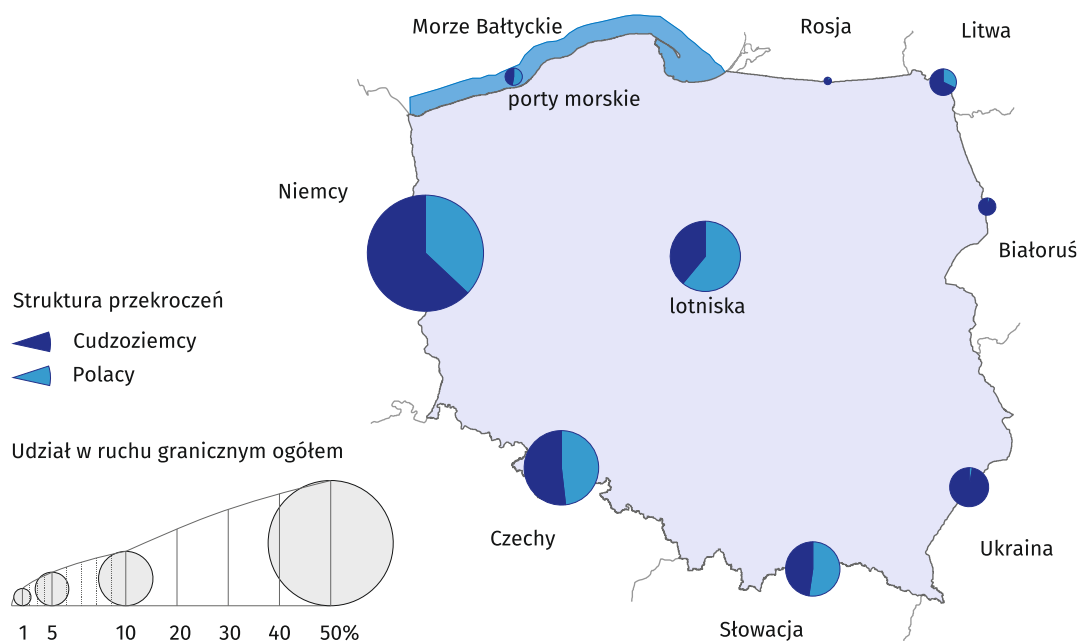 Morze Bałtyckie
Rosja
Litwa
porty morskie
Niemcy
Białoruś
lotniska
Struktura przekroczeń
Cudzoziemcy
Polacy
Udział w ruchu granicznym ogółem
Czechy
Ukraina
Słowacja
1 5 10 20 30 40 50%